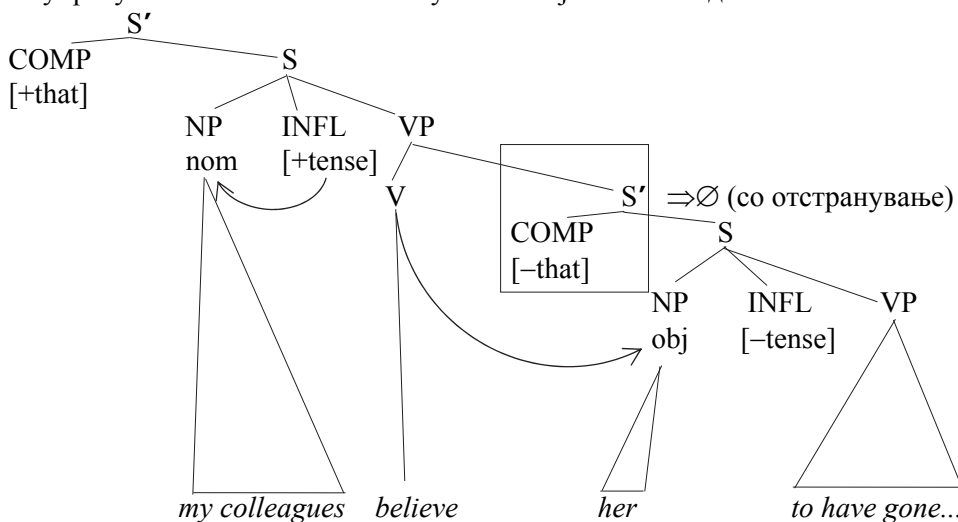 S′
COMP S
[+that]
NP INFL VP
nom [+tense]
V S′ ⇒∅ (со отстранување)
COMP S
[−that]
NP INFL VP
obj [−tense]
my colleagues believe her to have gone...